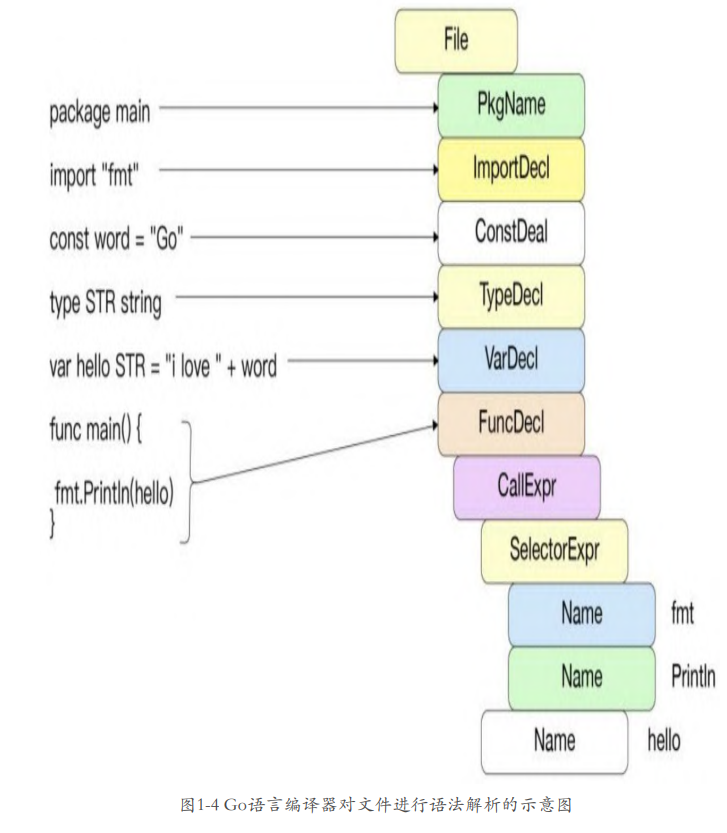 File
package main
PkgName
import "fmt"
ImportDecl
const word = "Go"
ConstDeal
type STR string
TypeDecl
var hello STR = "i love " + word
VarDecl
func main() {
FuncDecl
fmt.Println(hello)
}
CallExpr
SelectorExpr
Name
fmt
Name
Println
Name
hello
图1-4 Go语言编译器对文件进行语法解析的示意图